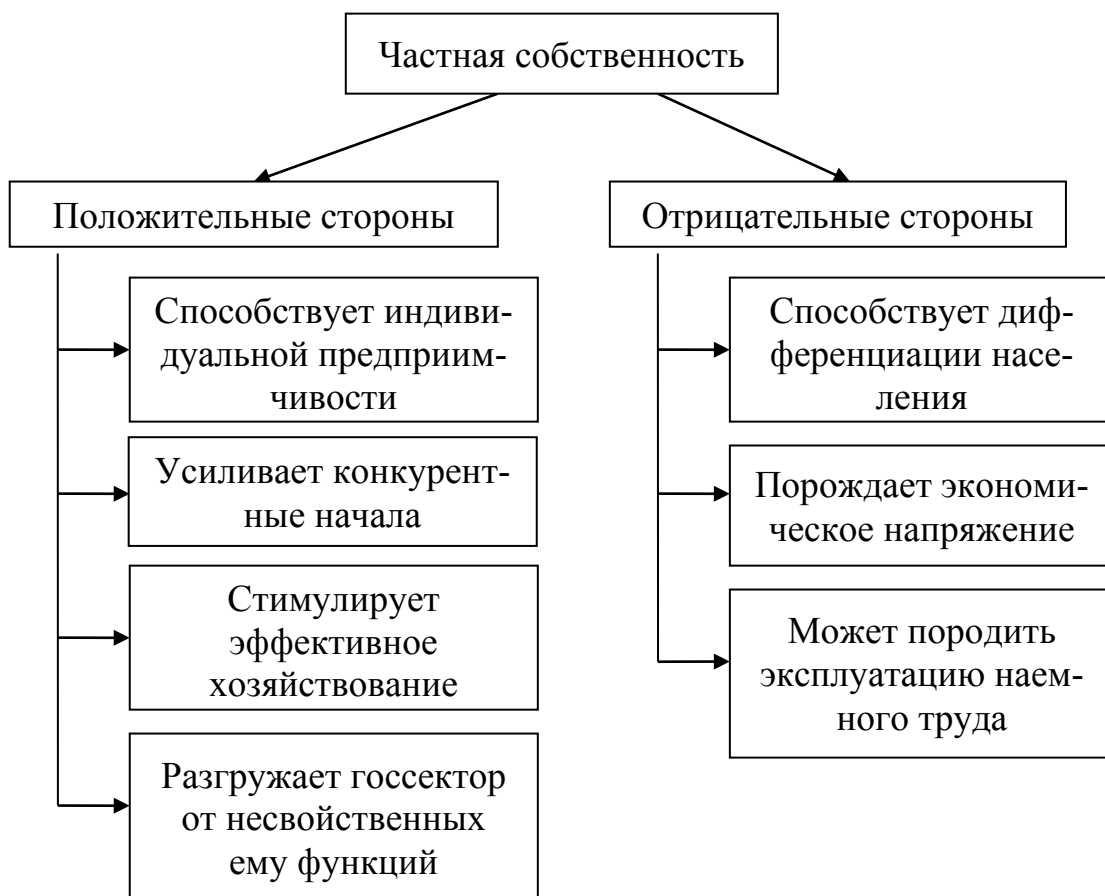 Частная собственность
Положительные стороны
Способствует индиви-
дуальной предприим-
чивости
Усиливает конкурент-
ные начала
Стимулирует
эффективное
хозяйствование
Разгружает госсектор
от несвойственных
ему функций
Отрицательные стороны
Способствует диф-
ференциации насе-
ления
Порождает экономи-
ческое напряжение
Может породить
эксплуатацию наем-
ного труда